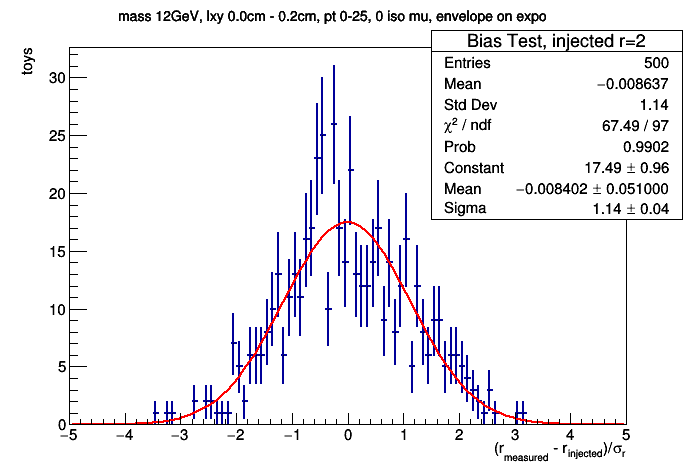 mass 12GeV, lxy 0.0cm - 0.2cm, pt 0-25, 0 iso mu, envelope on expo
Bias Test, injected r=2
Entries 500
Mean −0.008637
Std Dev 1.14
χ² / ndf 67.49 / 97
Prob 0.9902
Constant 17.49 ± 0.96
Mean −0.008402 ± 0.051000
Sigma 1.14 ± 0.04
toys
30
25
20
15
10
5
0
−5 −4 −3 −2 −1 0 1 2 3 4 5
(r_measured - r_injected)/σ_r